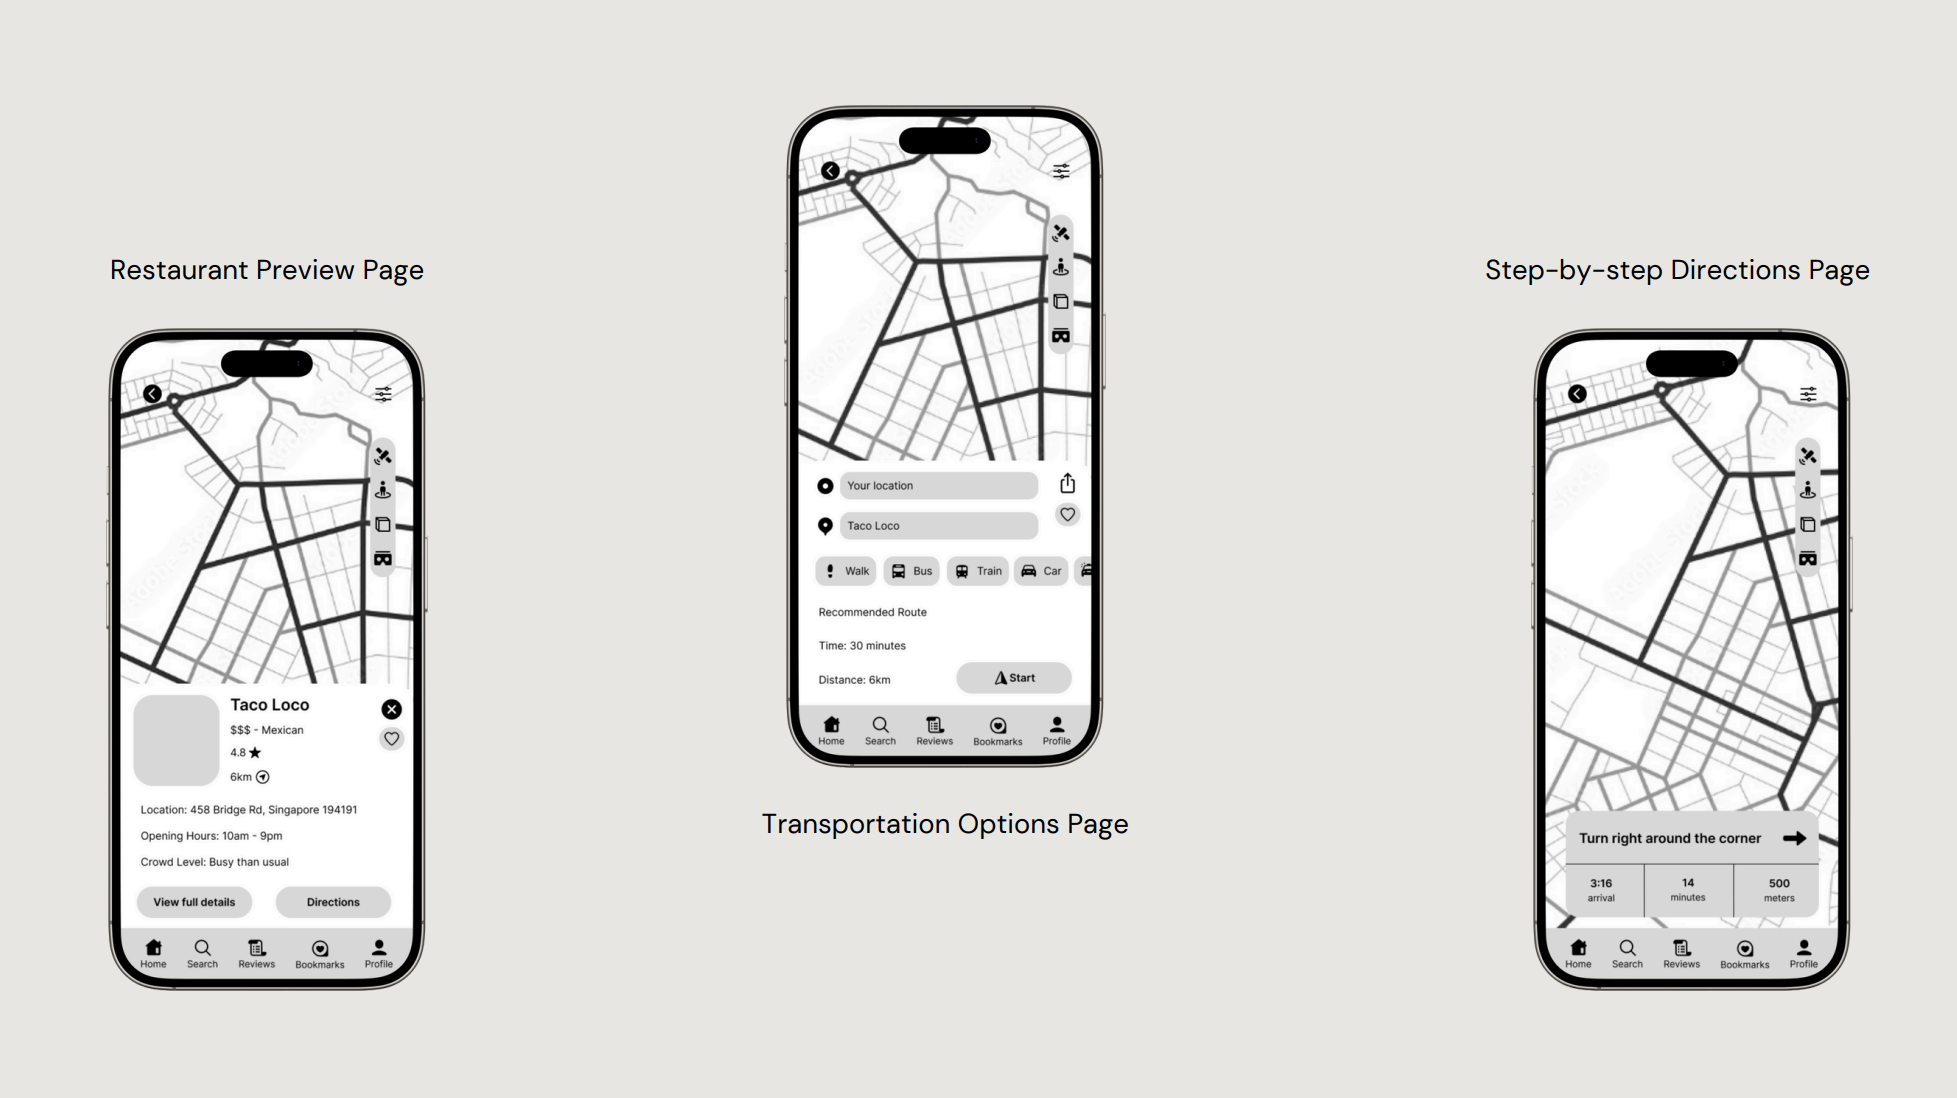 Restaurant Preview Page
Taco Loco
$$$ - Mexican
4.8
6km
Location: 458 Bridge Rd, Singapore 194191
Opening Hours: 10am - 9pm
Crowd Level: Busy than usual
View full details
Directions
Home
Search
Reviews
Bookmarks
Profile
Your location
Taco Loco
Walk
Bus
Train
Car
Recommended Route
Time: 30 minutes
Distance: 6km
Start
Home
Search
Reviews
Bookmarks
Profile
Transportation Options Page
Step-by-step Directions Page
Turn right around the corner
3:16
arrival
14
minutes
500
meters
Home
Search
Reviews
Bookmarks
Profile